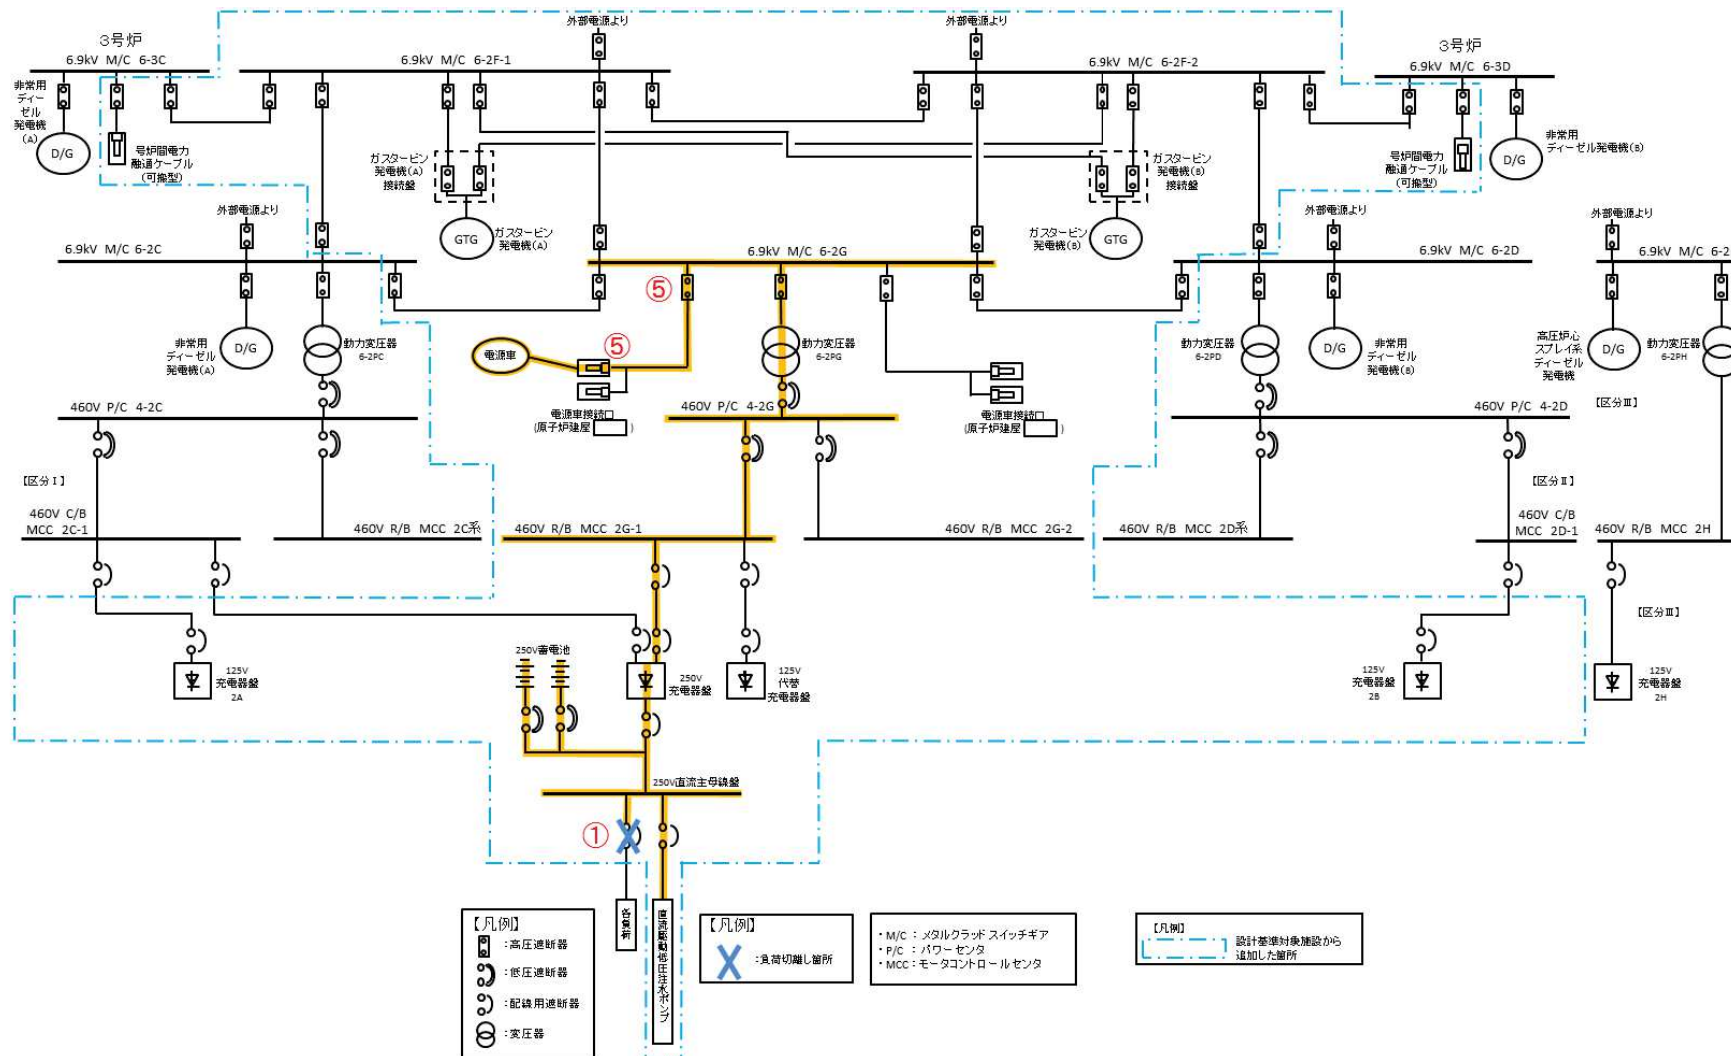 外部電源より
外部電源より
3号炉
3号炉
6.9kV M/C 6-3C
6.9kV M/C 6-2F-1
6.9kV M/C 6-2F-2
6.9kV M/C 6-3D
非常用
ディー
ゼル
発電機
(A)
D/G
号炉間電力
融通ケーブル
(可搬型)
ガスタービン
発電機(A)
接続盤
ガスタービン
発電機(B)
接続盤
号炉間電力
融通ケーブル
(可搬型)
D/G
非常用
ディーゼル発電機(B)
外部電源より
GTG
ガスタービン
発電機(A)
ガスタービン
発電機(B)
GTG
外部電源より
外部電源より
6.9kV M/C 6-2C
6.9kV M/C 6-2G
6.9kV M/C 6-2D
6.9kV M/C 6-2
⑤
非常用
ディーゼル
発電機(A)
D/G
動力変圧器
6-2PC
電源車
⑤
動力変圧器
6-2PG
動力変圧器
6-2PD
D/G
非常用
ディーゼル
発電機(B)
高圧炉心
スプレイ系
ディーゼル
発電機
D/G
動力変圧器
6-2PH
460V P/C 4-2C
電源車接続口
(原子炉建屋 )
460V P/C 4-2G
電源車接続口
(原子炉建屋 )
460V P/C 4-2D
【区分Ⅲ】
【区分Ⅰ】
【区分Ⅱ】
460V C/B
MCC 2C-1
460V R/B MCC 2C系
460V R/B MCC 2G-1
460V R/B MCC 2G-2
460V R/B MCC 2D系
460V C/B
MCC 2D-1
460V R/B MCC 2H
【区分Ⅲ】
125V
充電器盤
2A
250V蓄電池
250V
充電器盤
125V
代替
充電器盤
125V
充電器盤
2B
125V
充電器盤
2H
250V直流主母線盤
①
各負荷
直流駆動低圧注水ポンプ
【凡例】
:高圧遮断器
:低圧遮断器
:配線用遮断器
:変圧器
【凡例】
:負荷切離し箇所
・M/C : メタルクラッドスイッチギア
・P/C : パワーセンタ
・MCC:モータコントロールセンタ
【凡例】
設計基準対象施設から
追加した箇所